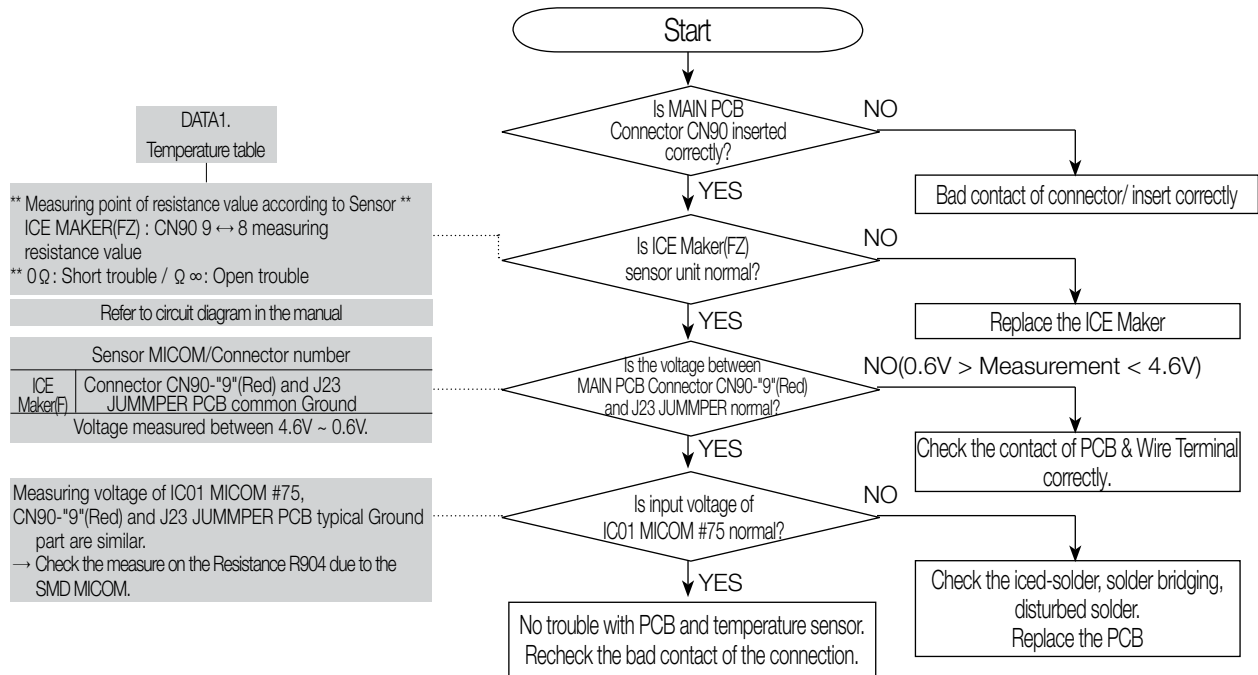 Start
Is MAIN PCB
Connector CN90 inserted
correctly?
NO
Bad contact of connector/ insert correctly
YES
DATA1.
Temperature table
** Measuring point of resistance value according to Sensor **
ICE MAKER(FZ) : CN90 9 ↔ 8 measuring
resistance value
** 0Ω: Short trouble / Ω ∞: Open trouble
Refer to circuit diagram in the manual
Is ICE Maker(FZ)
sensor unit normal?
NO
Replace the ICE Maker
YES
Sensor MICOM/Connector number
ICE
Maker(F)
Connector CN90-"9"(Red) and J23
JUMMPER PCB common Ground
Voltage measured between 4.6V ~ 0.6V.
Is the voltage between
MAIN PCB Connector CN90-"9"(Red)
and J23 JUMMPER normal?
NO(0.6V > Measurement < 4.6V)
Check the contact of PCB & Wire Terminal
correctly.
YES
Measuring voltage of IC01 MICOM #75,
CN90-"9"(Red) and J23 JUMMPER PCB typical Ground
part are similar.
→ Check the measure on the Resistance R904 due to the
SMD MICOM.
Is input voltage of
IC01 MICOM #75 normal?
NO
Check the iced-solder, solder bridging,
disturbed solder.
Replace the PCB
YES
No trouble with PCB and temperature sensor.
Recheck the bad contact of the connection.